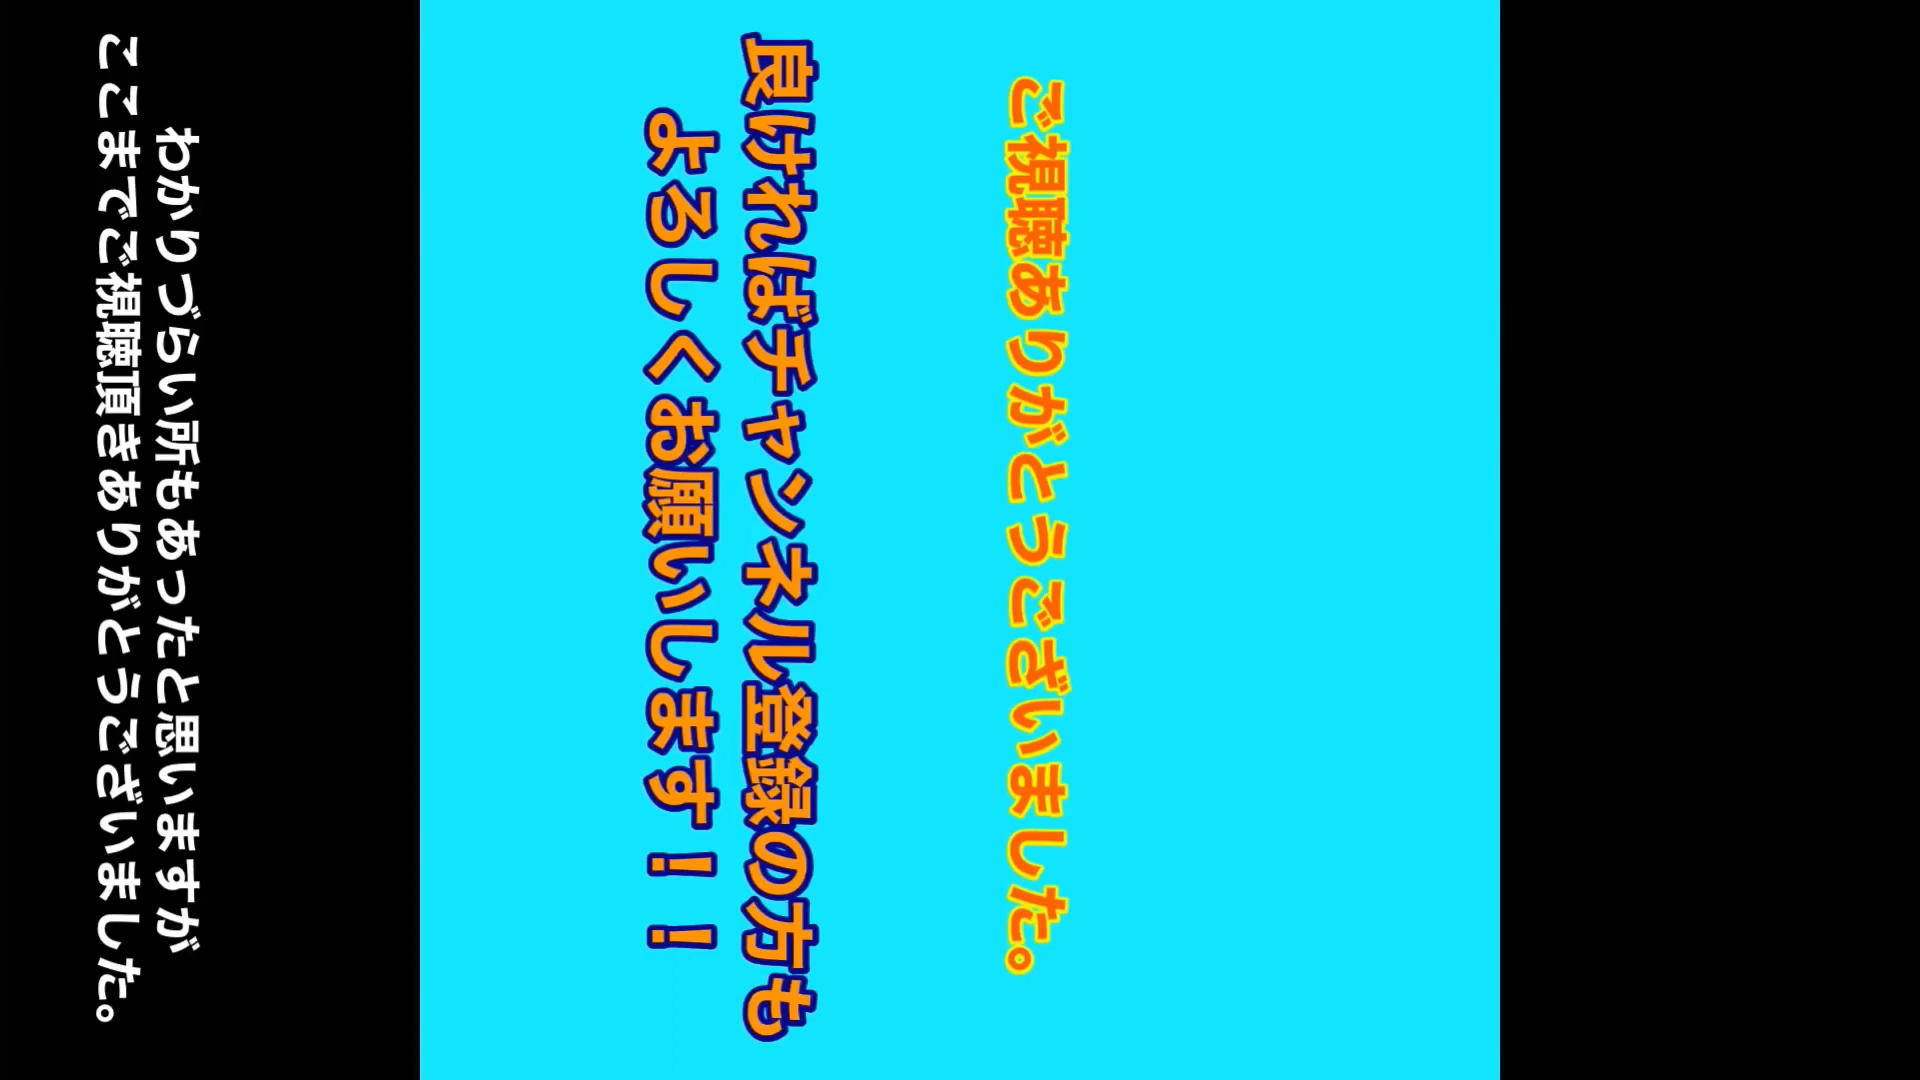 ご視聴ありがとうございました。
良ければチャンネル登録の方も
よろしくお願いします！！
わかりづらい所もあったと思いますが
ここまでご視聴頂きありがとうございました。